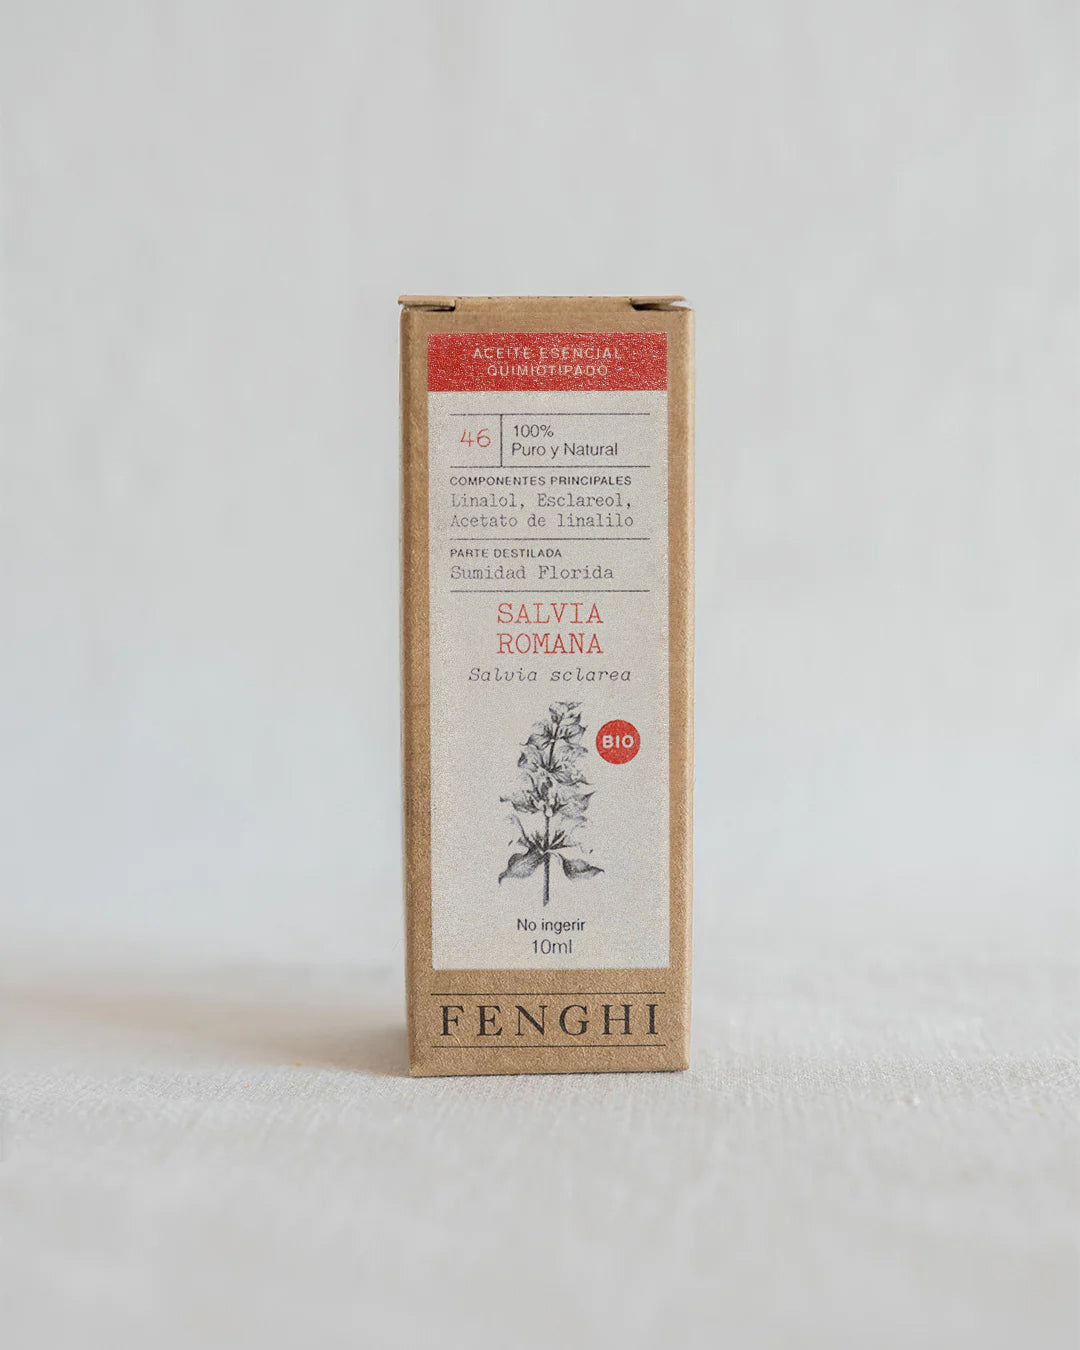 ACEITE ESENCIAL
QUIMIOTIPADO
46
100%
Puro y Natural
COMPONENTES PRINCIPALES
Linalol, Esclareol,
Acetato de linalilo
PARTE DESTILADA
Sumidad Florida
SALVIA
ROMANA
Salvia sclarea
BIO
No ingerir
10ml
FENGHI